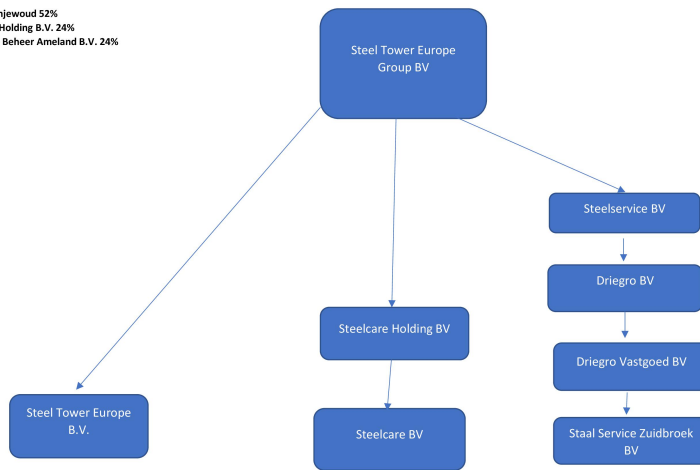 njewoud 52%
Holding B.V. 24%
Beheer Ameland B.V. 24%
Steel Tower Europe
Group BV
Steelservice BV
Driegro BV
Steelcare Holding BV
Driegro Vastgoed BV
Steel Tower Europe
B.V.
Steelcare BV
Staal Service Zuidbroek
BV